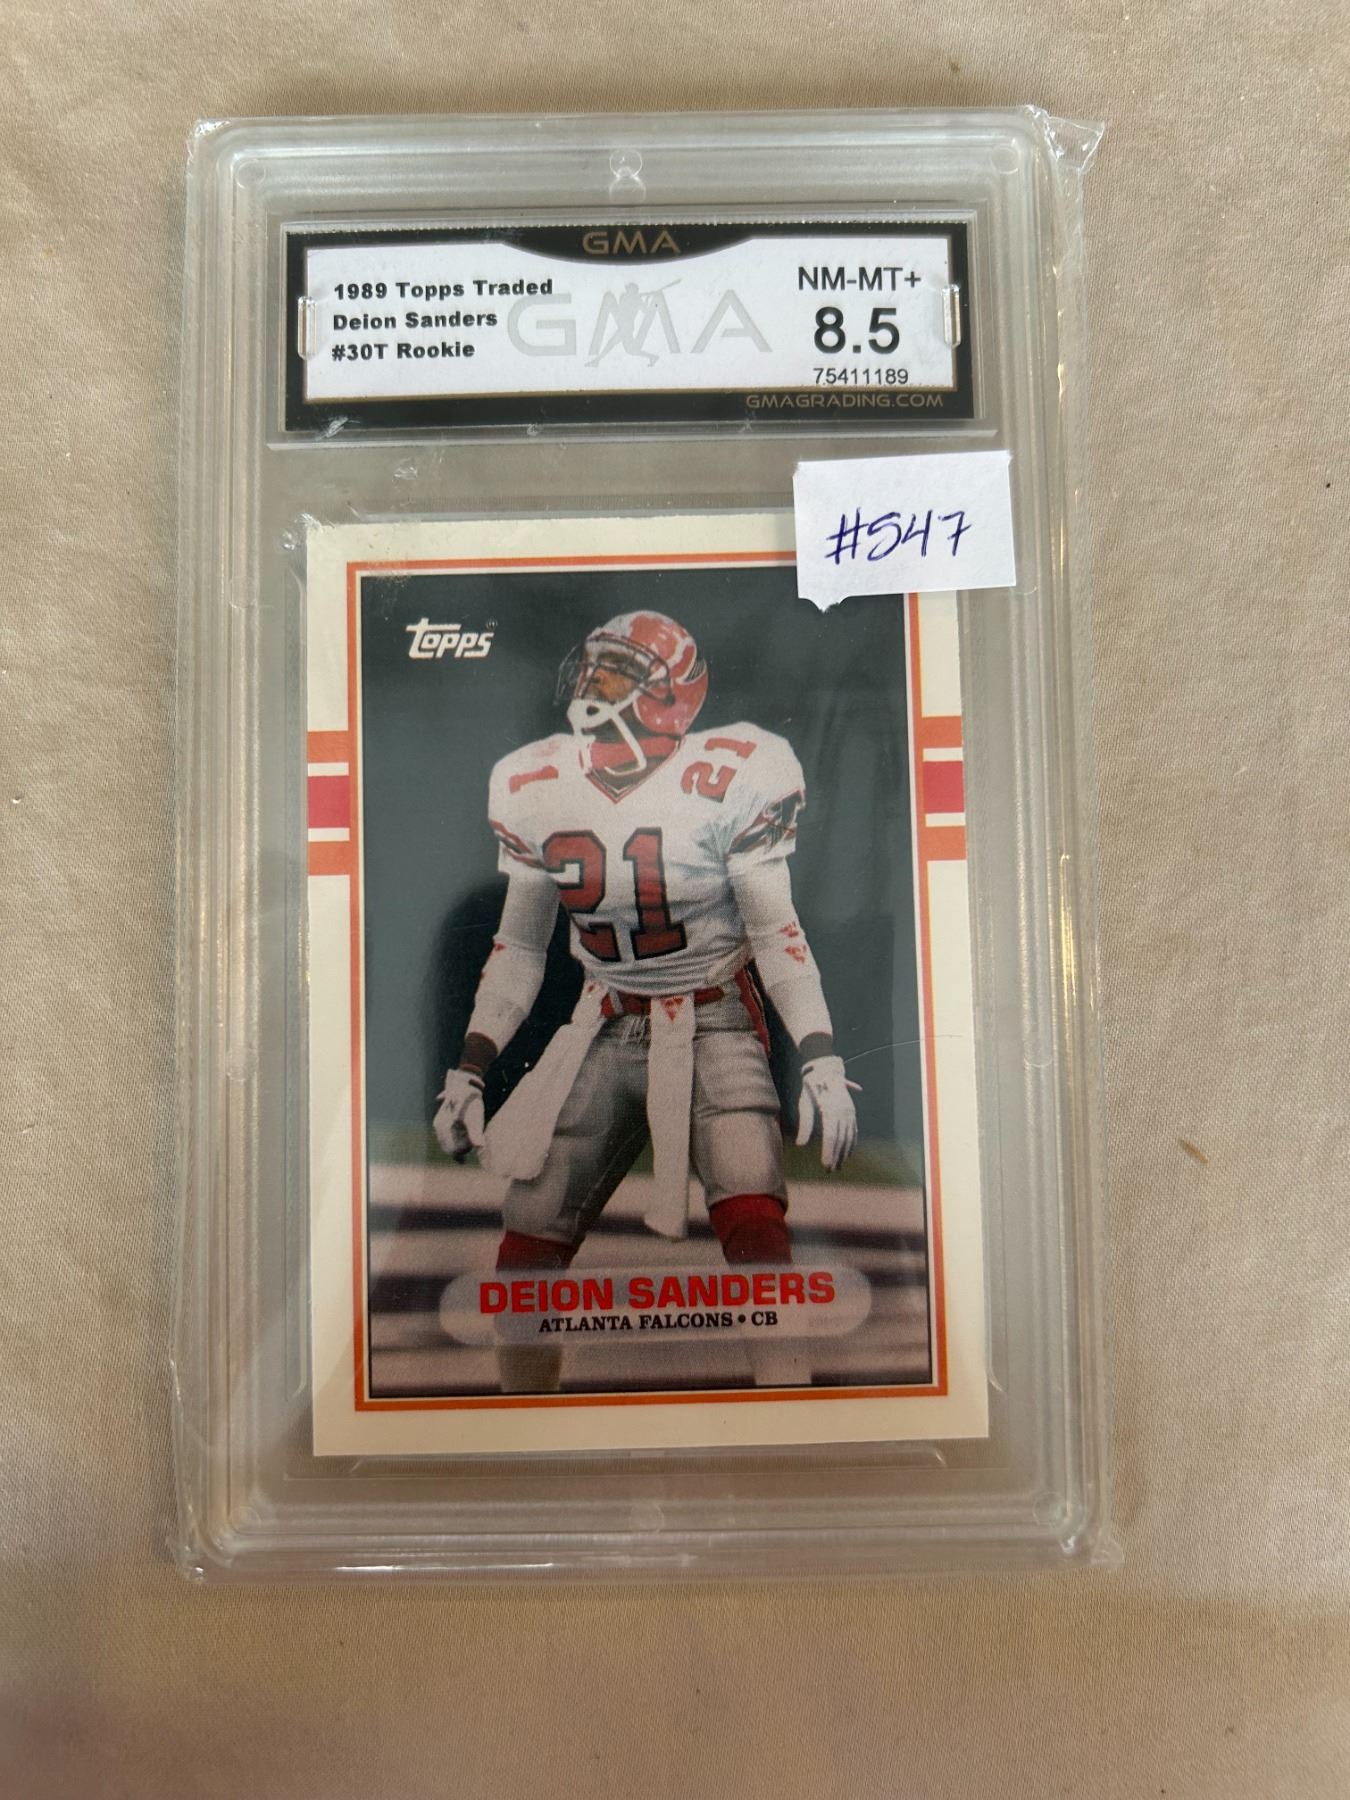 GMA
1989 Topps Traded
Deion Sanders
#30T Rookie
GMA
NM-MT+
8.5
75411189
GMAGRADING.COM
#547
Topps®
21
21
21
DEION SANDERS
ATLANTA FALCONS • CB